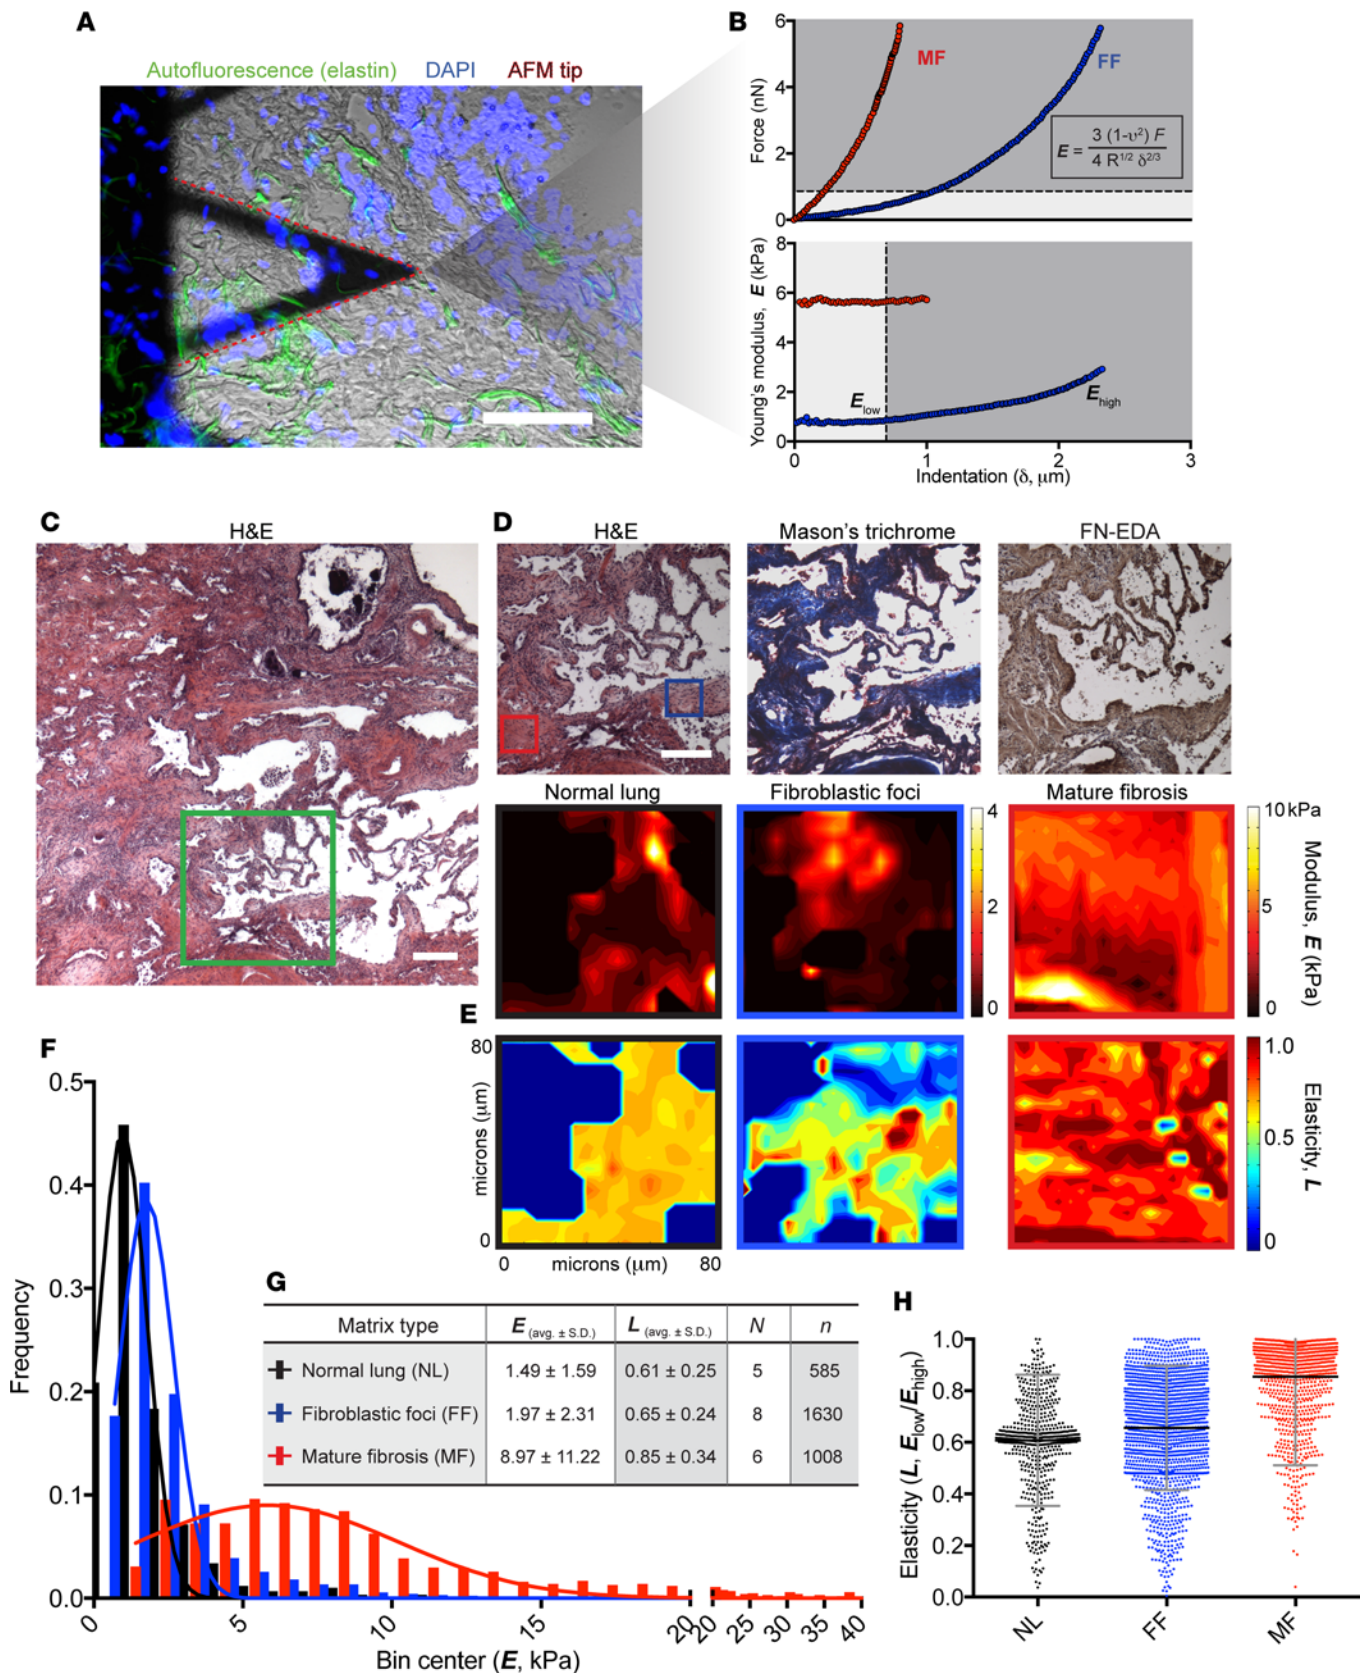 A
Autofluorescence (elastin) DAPI AFM tip
B
6
4
2
0
Force (nN)
MF
FF
E = 3 (1-υ²) F
4 R^1/2 δ^2/3
8
6
4
2
0
Young's modulus, E (kPa)
E low
E high
0 1 2 3
Indentation (δ, μm)
C
H&E
D
H&E Mason's trichrome FN-EDA
Normal lung Fibroblastic foci Mature fibrosis
4
2
0
10 kPa
5
0
Modulus, E (kPa)
E
80
microns (μm)
0
0 microns (μm) 80
1.0
0.5
0
Elasticity, L
F
0.5
0.4
0.3
0.2
0.1
0.0
Frequency
0 5 10 15 20 20 25 30 35 40
Bin center (E, kPa)
G
Matrix type E (avg. ± S.D.) L (avg. ± S.D.) N n
Normal lung (NL) 1.49 ± 1.59 0.61 ± 0.25 5 585
Fibroblastic foci (FF) 1.97 ± 2.31 0.65 ± 0.24 8 1630
Mature fibrosis (MF) 8.97 ± 11.22 0.85 ± 0.34 6 1008
H
1.0
0.8
0.6
0.4
0.2
0.0
Elasticity (L, E low/E high)
NL FF MF